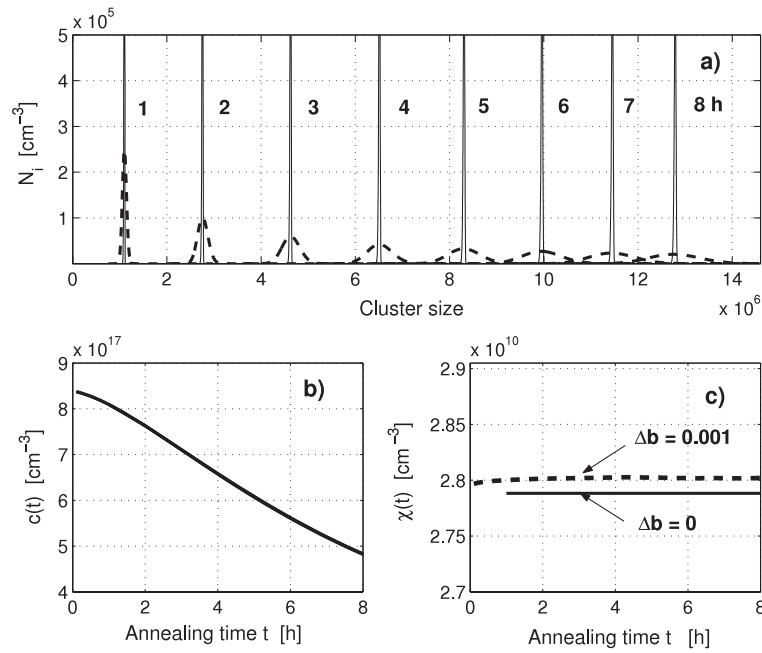 x 10^5
5
4
3
2
1
N_i [cm^-3]
a)
1 2 3 4 5 6 7 8 h
0 2 4 6 8 10 12 14
Cluster size
x 10^6
x 10^17
9
8
7
6
5
4
c(t) [cm^-3]
b)
0 2 4 6 8
Annealing time t [h]
x 10^10
2.9
2.85
2.8
2.75
2.7
χ(t) [cm^-3]
c)
Δb = 0.001
Δb = 0
0 2 4 6 8
Annealing time t [h]